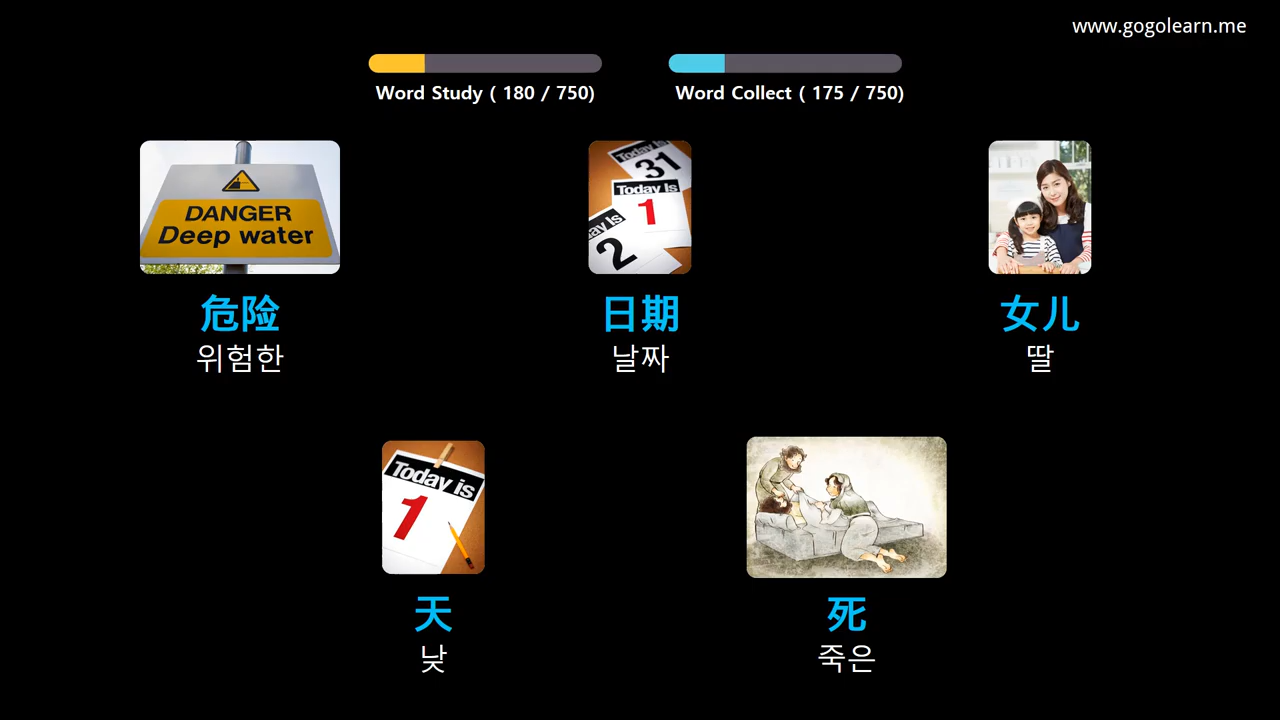 www.gogolearn.me
Word Study ( 180 / 750)
Word Collect ( 175 / 750)
DANGER
Deep water
Today Is
31
Today Is
1
ay Is
2
危险
日期
女儿
위험한
날짜
딸
Today is
1
天
死
낮
죽은